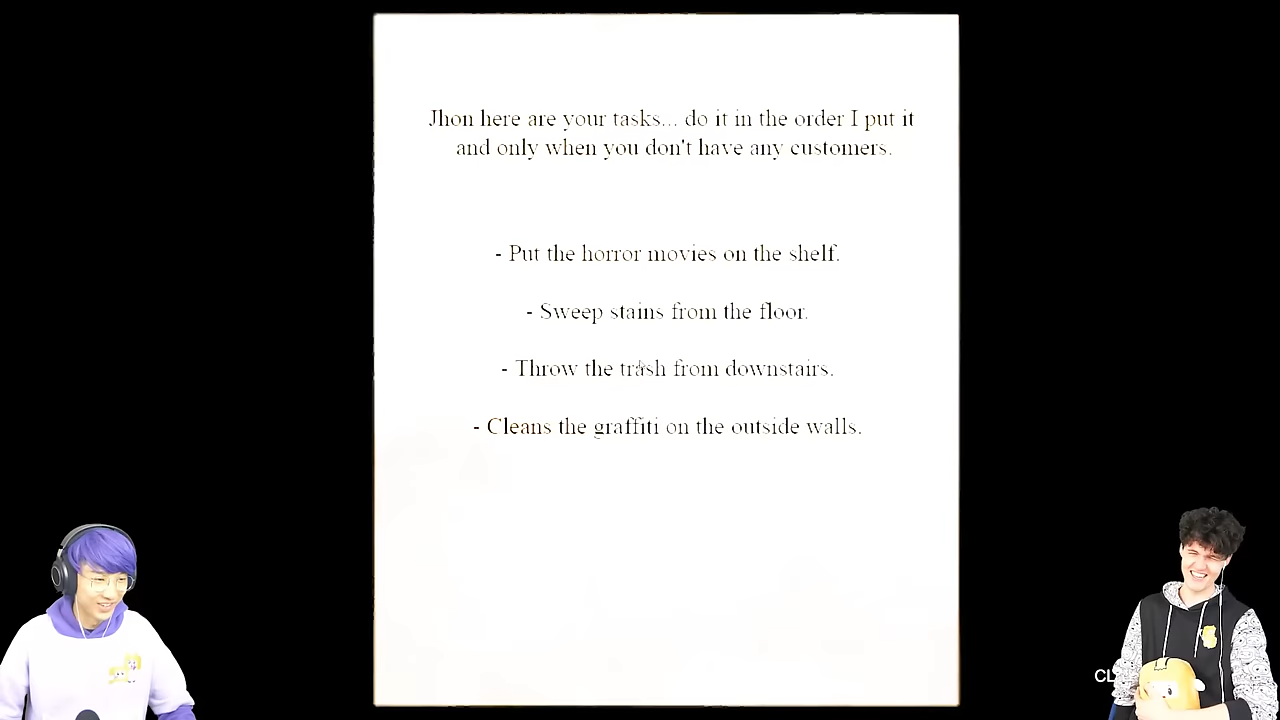 Jhon here are your tasks... do it in the order I put it
and only when you don't have any customers.
- Put the horror movies on the shelf.
- Sweep stains from the floor.
- Throw the trash from downstairs.
- Cleans the graffiti on the outside walls.
CL